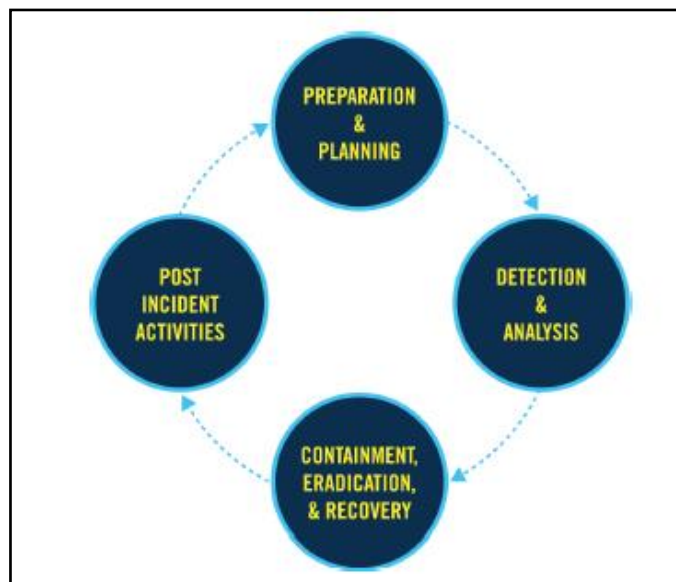 PREPARATION
&
PLANNING
DETECTION
&
ANALYSIS
CONTAINMENT,
ERADICATION,
& RECOVERY
POST
INCIDENT
ACTIVITIES